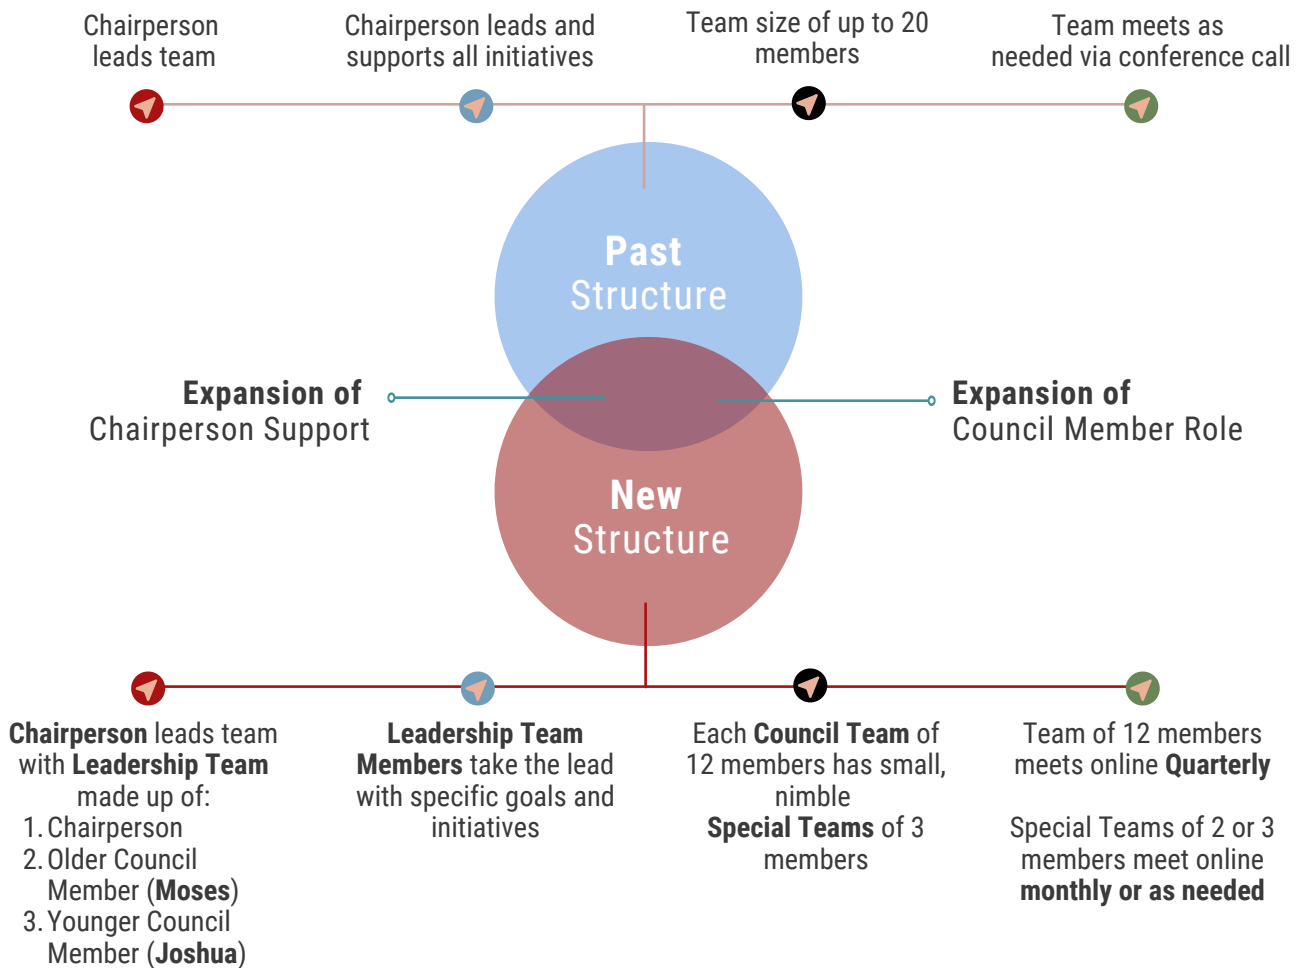 Chairperson
leads team
Chairperson leads and
supports all initiatives
Team size of up to 20
members
Team meets as
needed via conference call
Past
Structure
Expansion of
Chairperson Support
Expansion of
Council Member Role
New
Structure
Chairperson leads team
with Leadership Team
made up of:
1. Chairperson
2. Older Council
Member (Moses)
3. Younger Council
Member (Joshua)
Leadership Team
Members take the lead
with specific goals and
initiatives
Each Council Team of
12 members has small,
nimble
Special Teams of 3
members
Team of 12 members
meets online Quarterly
Special Teams of 2 or 3
members meet online
monthly or as needed